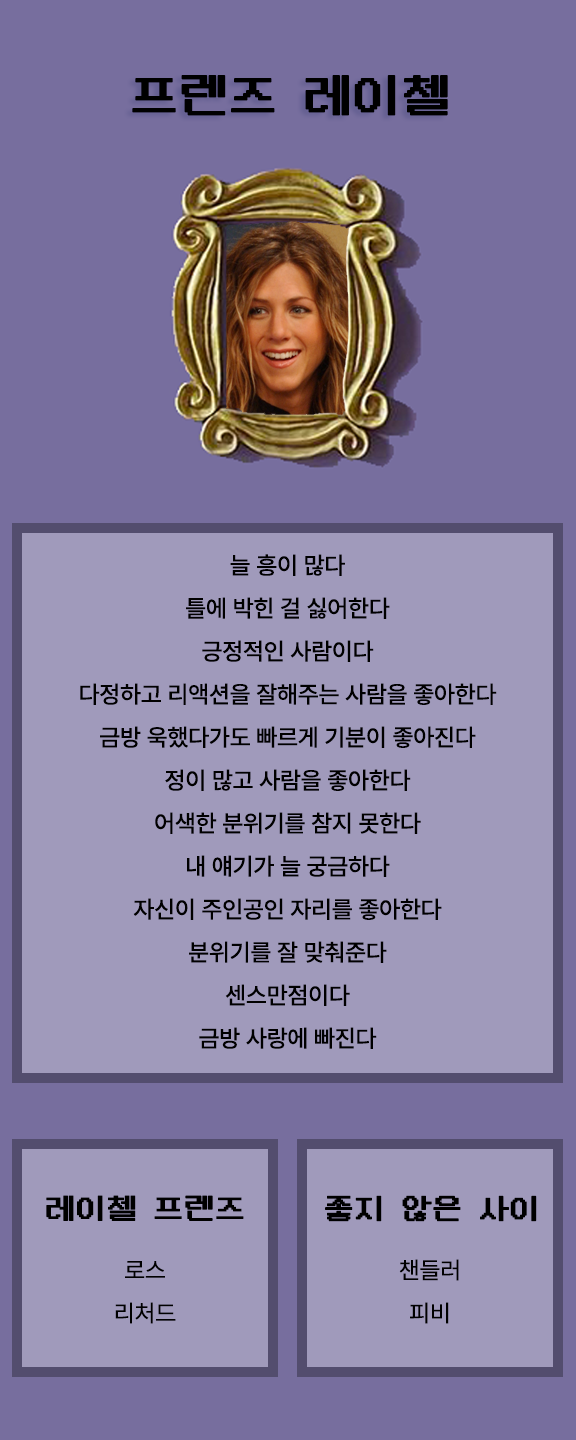 프렌즈 레이첼
늘 흥이 많다
틀에 박힌 걸 싫어한다
긍정적인 사람이다
다정하고 리액션을 잘해주는 사람을 좋아한다
금방 욱했다가도 빠르게 기분이 좋아진다
정이 많고 사람을 좋아한다
어색한 분위기를 참지 못한다
내 얘기가 늘 궁금하다
자신이 주인공인 자리를 좋아한다
분위기를 잘 맞춰준다
센스만점이다
금방 사랑에 빠진다
레이첼 프렌즈
로스
리처드
좋지 않은 사이
챈들러
피비